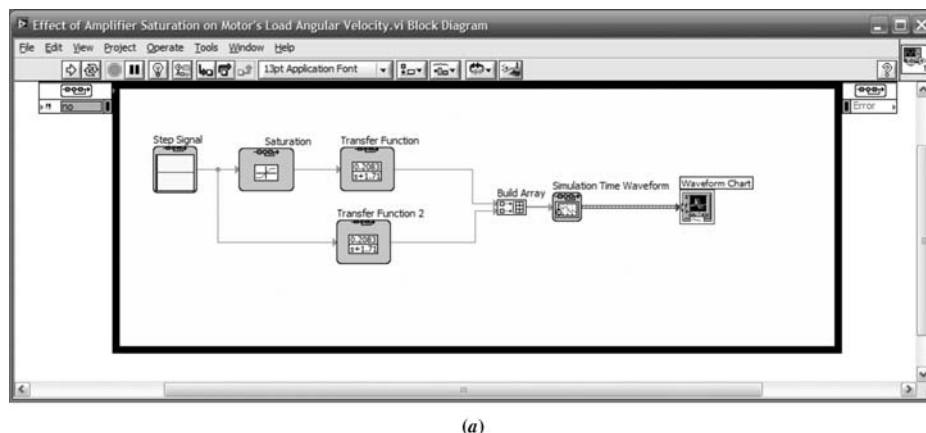 Effect of Amplifier Saturation on Motor's Load Angular Velocity.vi Block Diagram
File Edit View Project Operate Tools Window Help
13pt Application Font
no
Error
Step Signal
Saturation
Transfer Function
0.2083
s+1.71
Build Array
Simulation Time Waveform
Waveform Chart
Transfer Function 2
0.2083
s+1.71
(a)